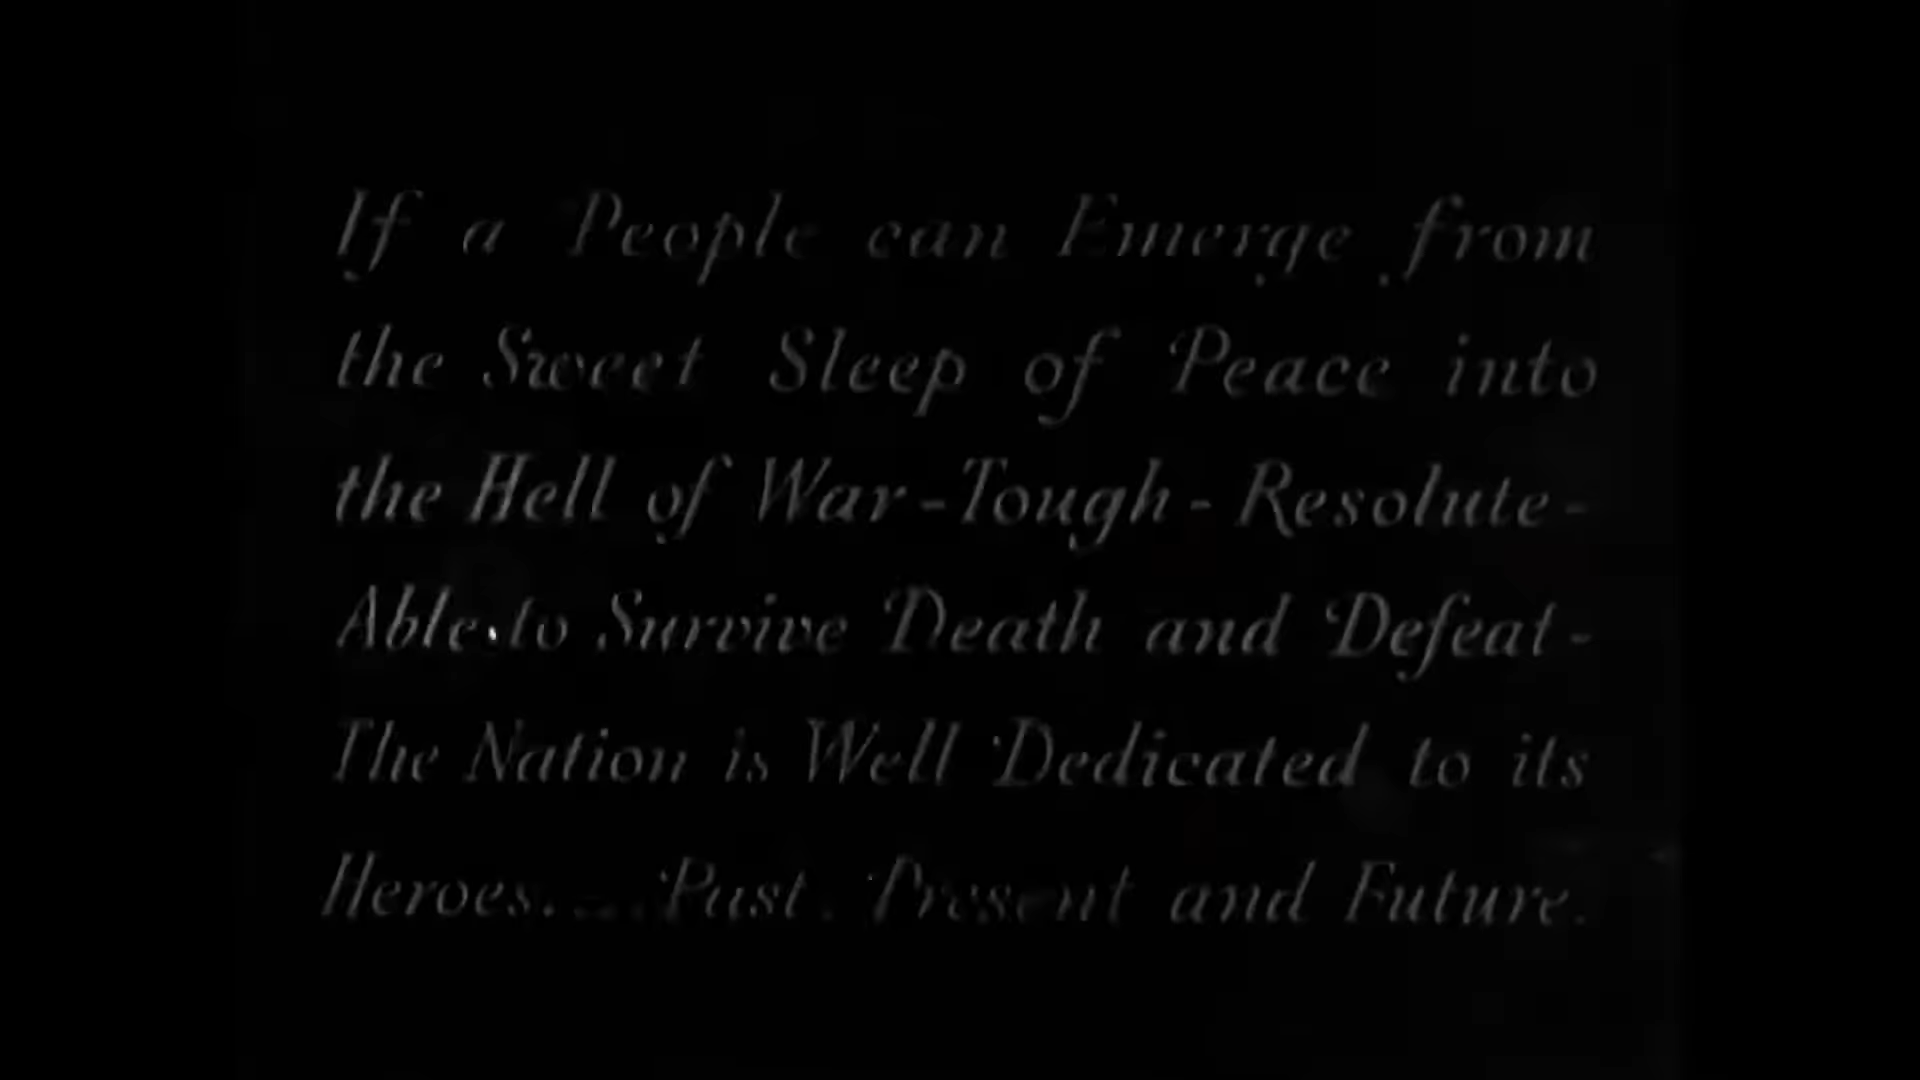 If a People can Emerge from
the Sweet Sleep of Peace into
the Hell of War-Tough-Resolute-
Able to Survive Death and Defeat-
The Nation is Well Dedicated to its
Heroes... Past, Present and Future.